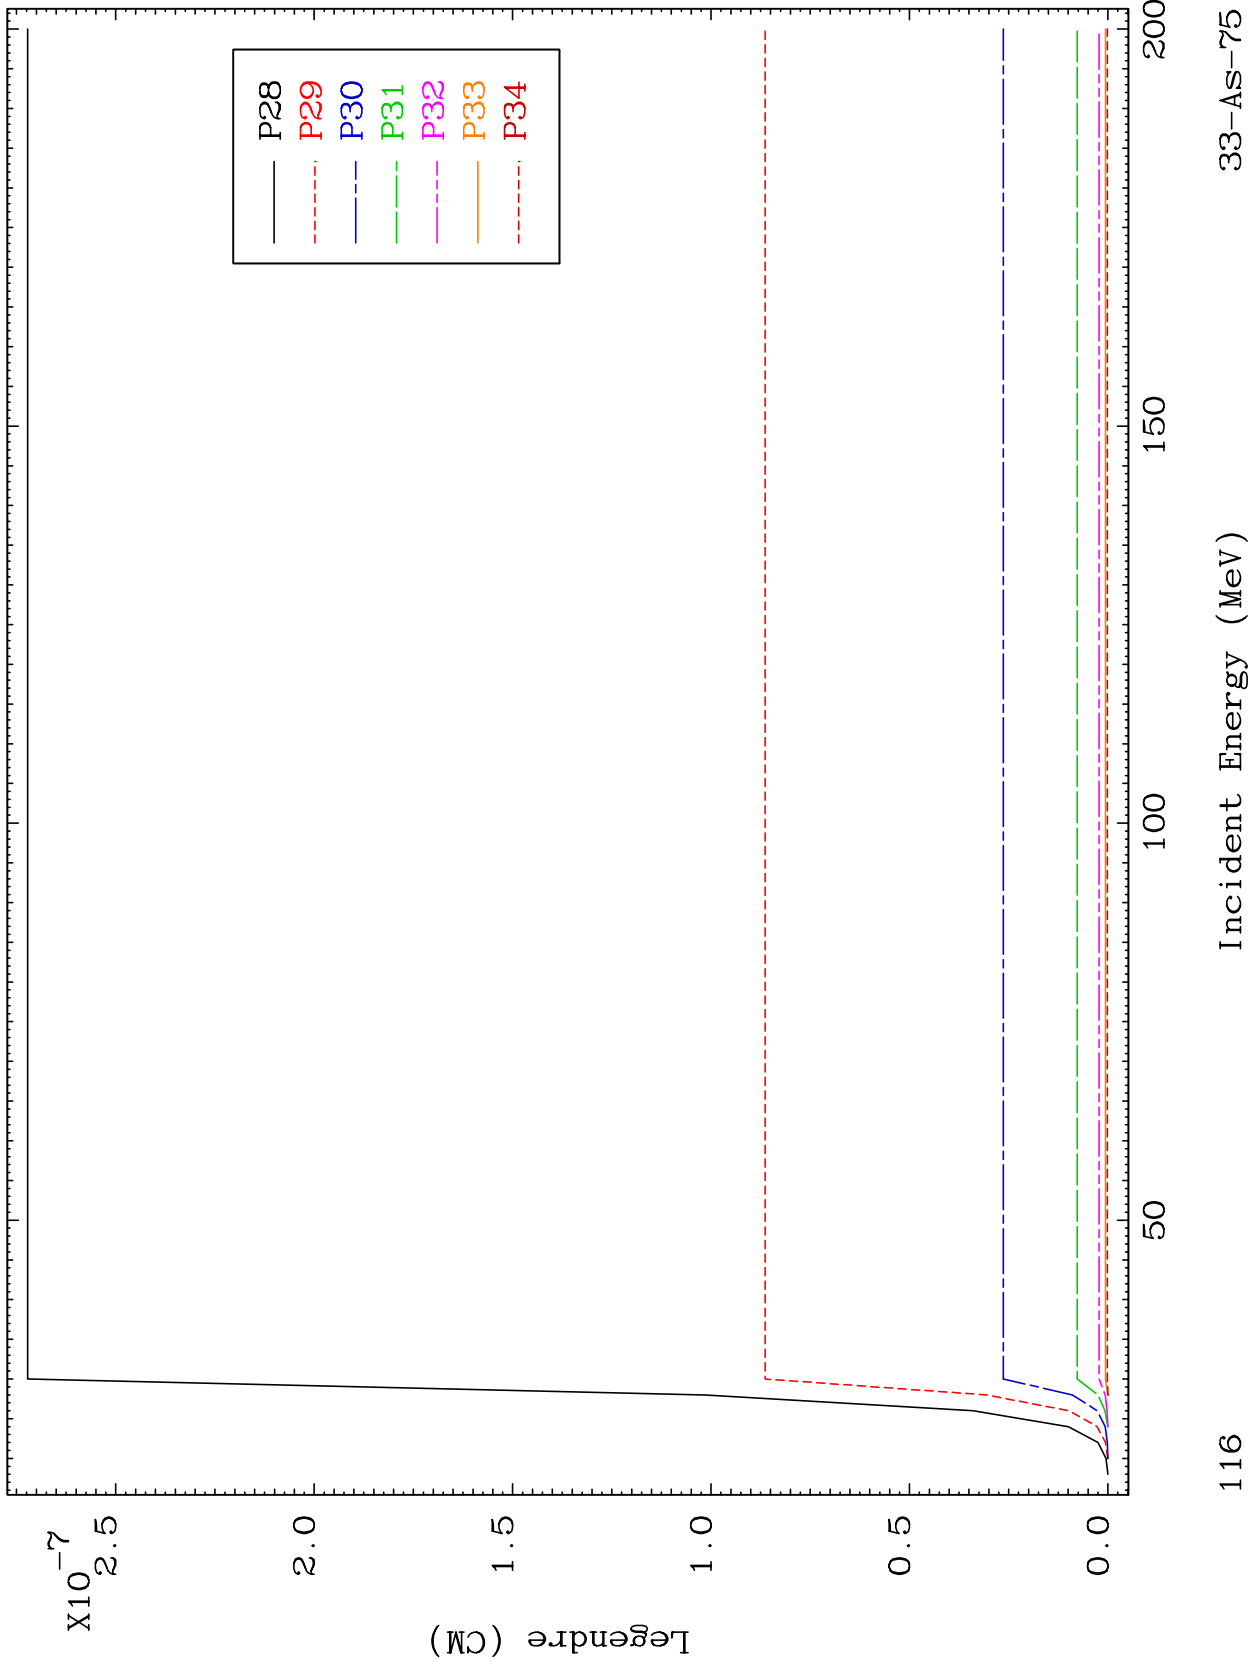 X10-7
2.5
2.0
1.5
1.0
0.5
0.0
Legendre (CM)
P28
P29
P30
P31
P32
P33
P34
50
100
150
200
116
Incident Energy (MeV)
33-As-75